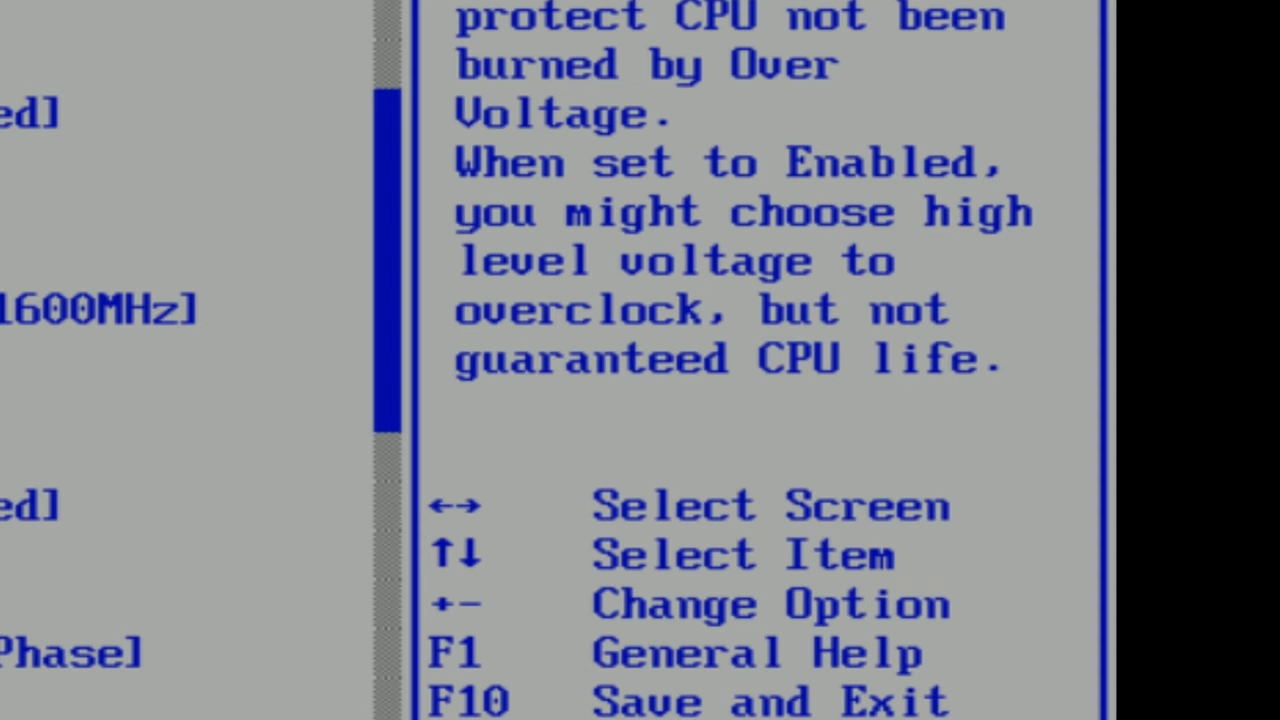 protect CPU not been
burned by Over
ed] Voltage.
When set to Enabled,
you might choose high
level voltage to
1600MHz] overclock, but not
guaranteed CPU life.
ed] ←→ Select Screen
↑↓ Select Item
+- Change Option
Phase] F1 General Help
F10 Save and Exit